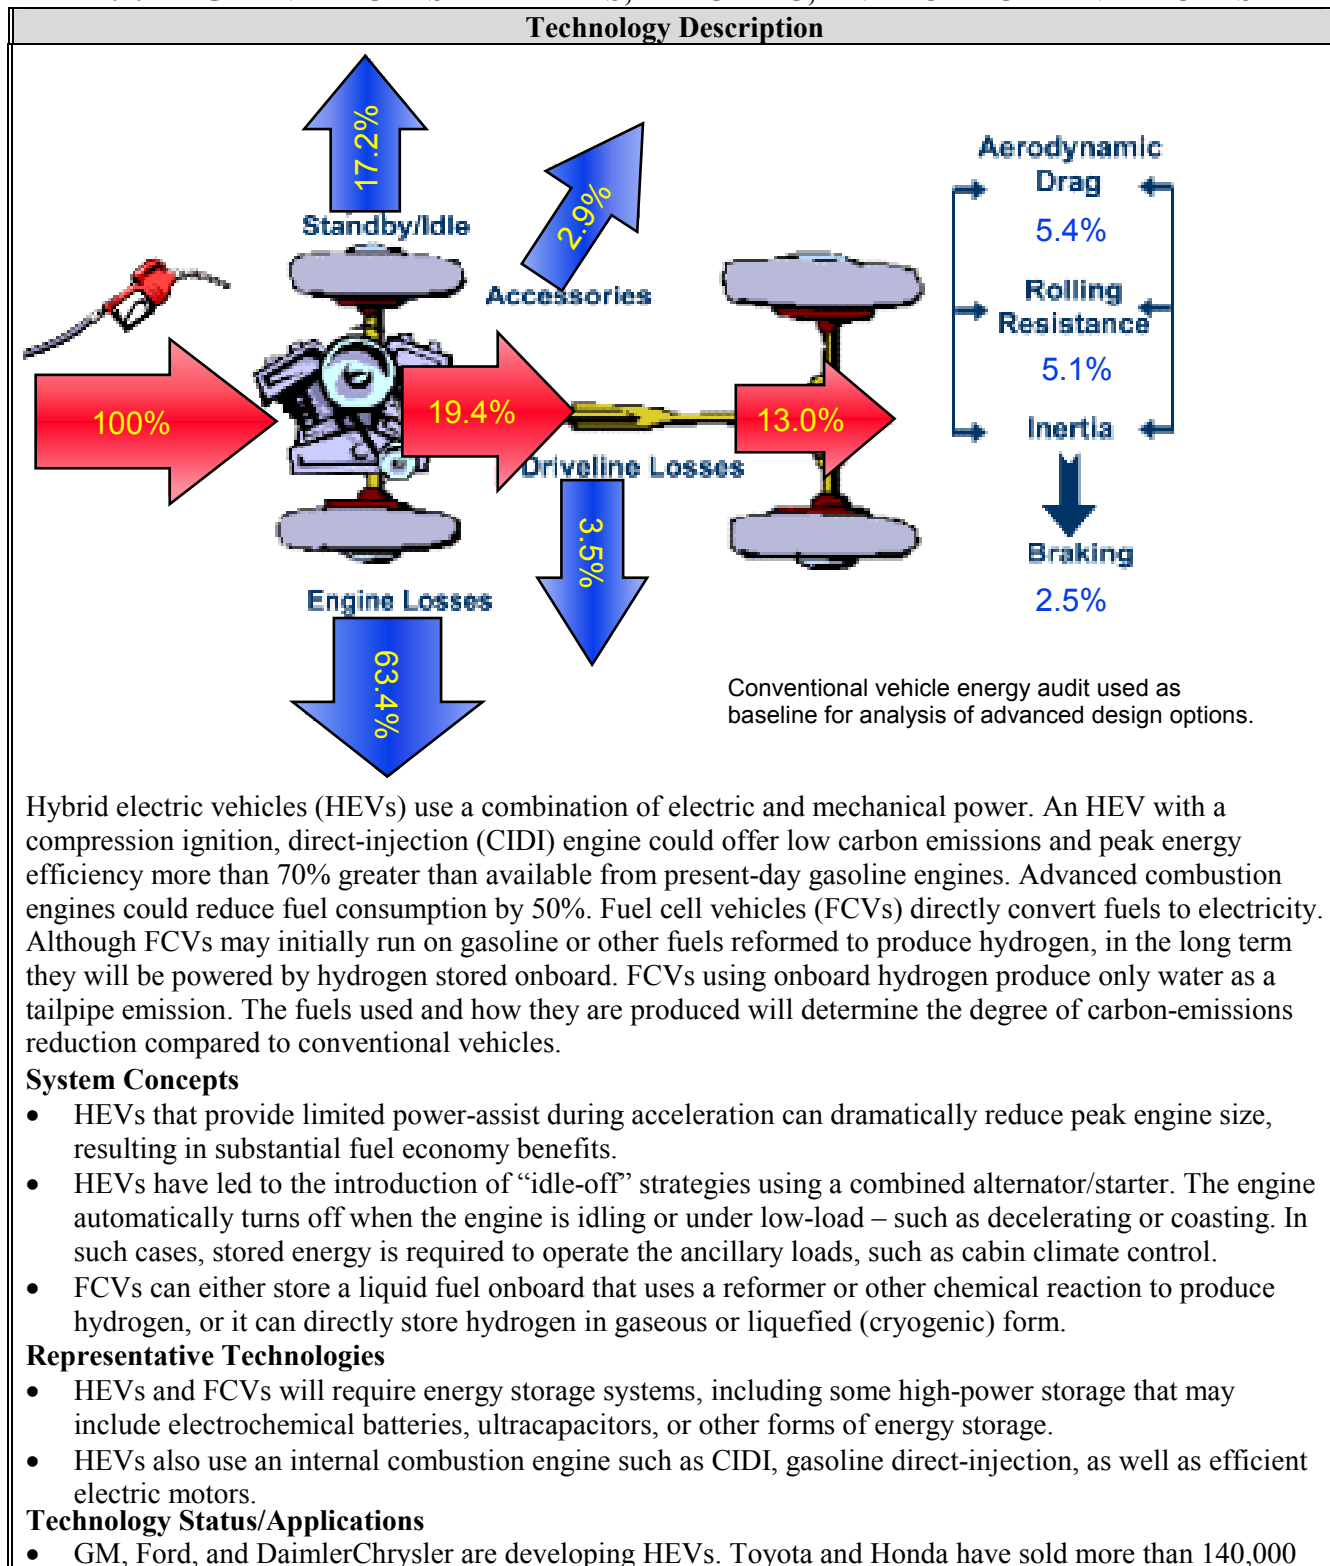 Technology Description
17.2%
Standby/Idle
2.9%
Accessories
100%
19.4%
Driveline Losses
13.0%
3.5%
Engine Losses
63.4%
Aerodynamic
Drag
5.4%
Rolling
Resistance
5.1%
Inertia
Braking
2.5%
Conventional vehicle energy audit used as
baseline for analysis of advanced design options.
Hybrid electric vehicles (HEVs) use a combination of electric and mechanical power. An HEV with a
compression ignition, direct-injection (CIDI) engine could offer low carbon emissions and peak energy
efficiency more than 70% greater than available from present-day gasoline engines. Advanced combustion
engines could reduce fuel consumption by 50%. Fuel cell vehicles (FCVs) directly convert fuels to electricity.
Although FCVs may initially run on gasoline or other fuels reformed to produce hydrogen, in the long term
they will be powered by hydrogen stored onboard. FCVs using onboard hydrogen produce only water as a
tailpipe emission. The fuels used and how they are produced will determine the degree of carbon-emissions
reduction compared to conventional vehicles.
System Concepts
• HEVs that provide limited power-assist during acceleration can dramatically reduce peak engine size,
resulting in substantial fuel economy benefits.
• HEVs have led to the introduction of “idle-off” strategies using a combined alternator/starter. The engine
automatically turns off when the engine is idling or under low-load – such as decelerating or coasting. In
such cases, stored energy is required to operate the ancillary loads, such as cabin climate control.
• FCVs can either store a liquid fuel onboard that uses a reformer or other chemical reaction to produce
hydrogen, or it can directly store hydrogen in gaseous or liquefied (cryogenic) form.
Representative Technologies
• HEVs and FCVs will require energy storage systems, including some high-power storage that may
include electrochemical batteries, ultracapacitors, or other forms of energy storage.
• HEVs also use an internal combustion engine such as CIDI, gasoline direct-injection, as well as efficient
electric motors.
Technology Status/Applications
• GM, Ford, and DaimlerChrysler are developing HEVs. Toyota and Honda have sold more than 140,000